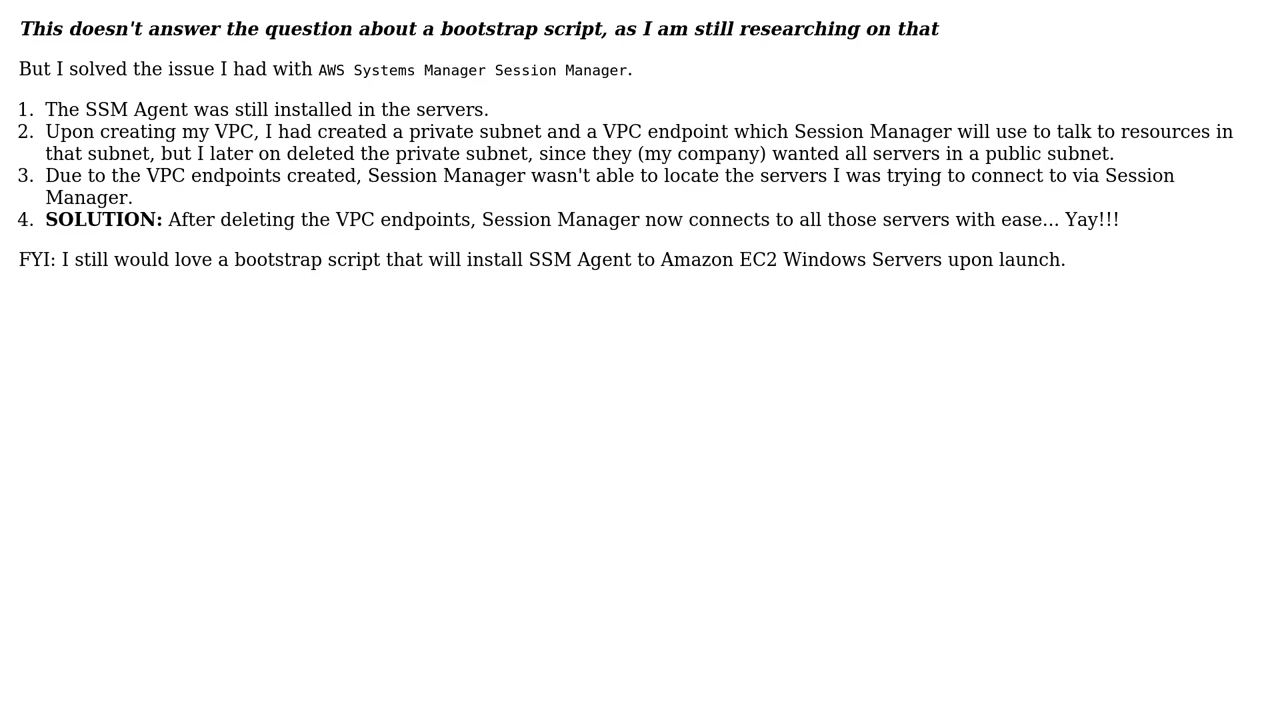 This doesn't answer the question about a bootstrap script, as I am still researching on that
But I solved the issue I had with AWS Systems Manager Session Manager.
1. The SSM Agent was still installed in the servers.
2. Upon creating my VPC, I had created a private subnet and a VPC endpoint which Session Manager will use to talk to resources in
that subnet, but I later on deleted the private subnet, since they (my company) wanted all servers in a public subnet.
3. Due to the VPC endpoints created, Session Manager wasn't able to locate the servers I was trying to connect to via Session
Manager.
4. SOLUTION: After deleting the VPC endpoints, Session Manager now connects to all those servers with ease... Yay!!!
FYI: I still would love a bootstrap script that will install SSM Agent to Amazon EC2 Windows Servers upon launch.